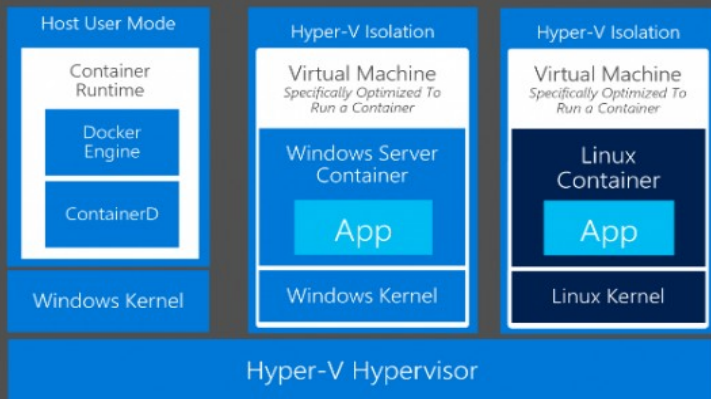 Host User Mode
Container
Runtime
Docker
Engine
ContainerD
Windows Kernel
Hyper-V Isolation
Virtual Machine
Specifically Optimized To
Run a Container
Windows Server
Container
App
Windows Kernel
Hyper-V Isolation
Virtual Machine
Specifically Optimized To
Run a Container
Linux
Container
App
Linux Kernel
Hyper-V Hypervisor